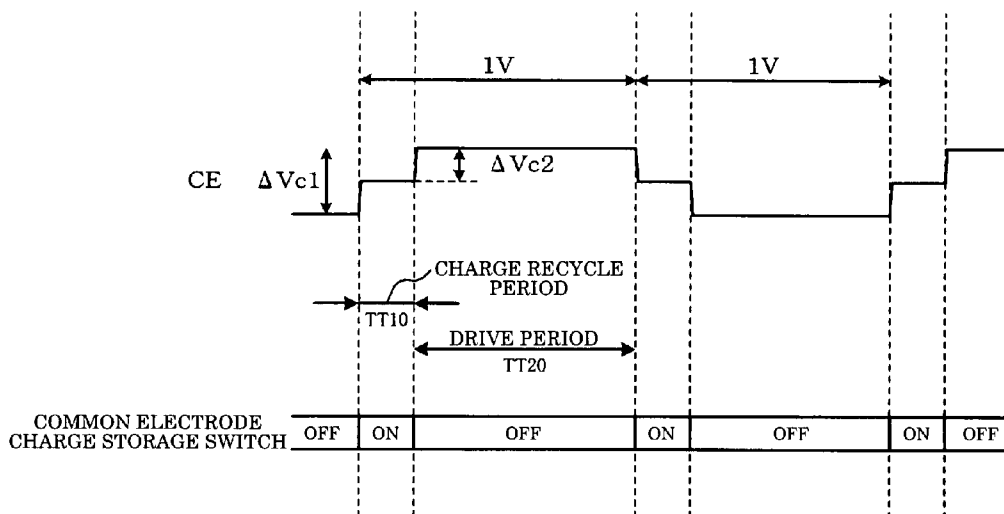 1V
1V
CE
ΔVc1
ΔVc2
CHARGE RECYCLE
PERIOD
TT10
DRIVE PERIOD
TT20
COMMON ELECTRODE
CHARGE STORAGE SWITCH
OFF ON OFF ON OFF ON OFF